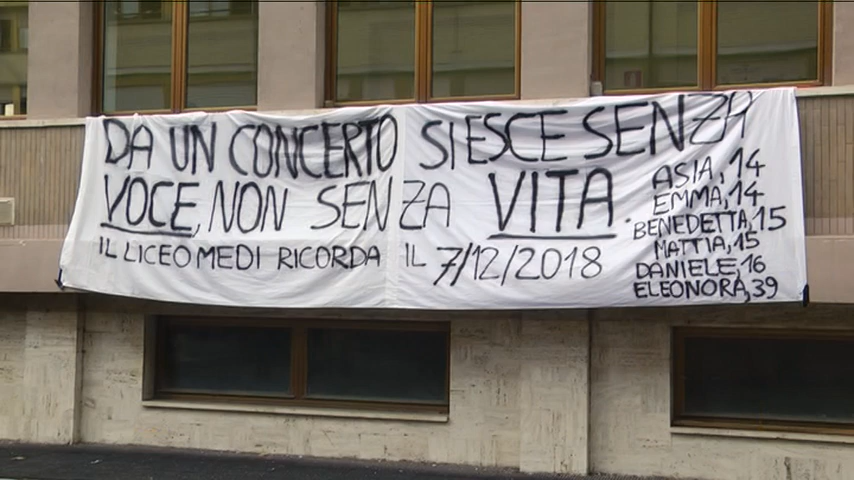 DA UN CONCERTO SI ESCE SENZA
VOCE, NON SENZA VITA.
IL LICEO MEDI RICORDA IL 7/12/2018
ASIA, 14
EMMA, 14
BENEDETTA, 15
MATTIA, 15
DANIELE, 16
ELEONORA, 39